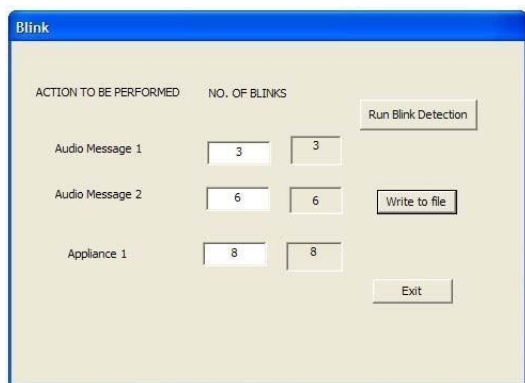 Blink
ACTION TO BE PERFORMED NO. OF BLINKS
Run Blink Detection
Audio Message 1 3 3
Audio Message 2 6 6 Write to file
Appliance 1 8 8
Exit